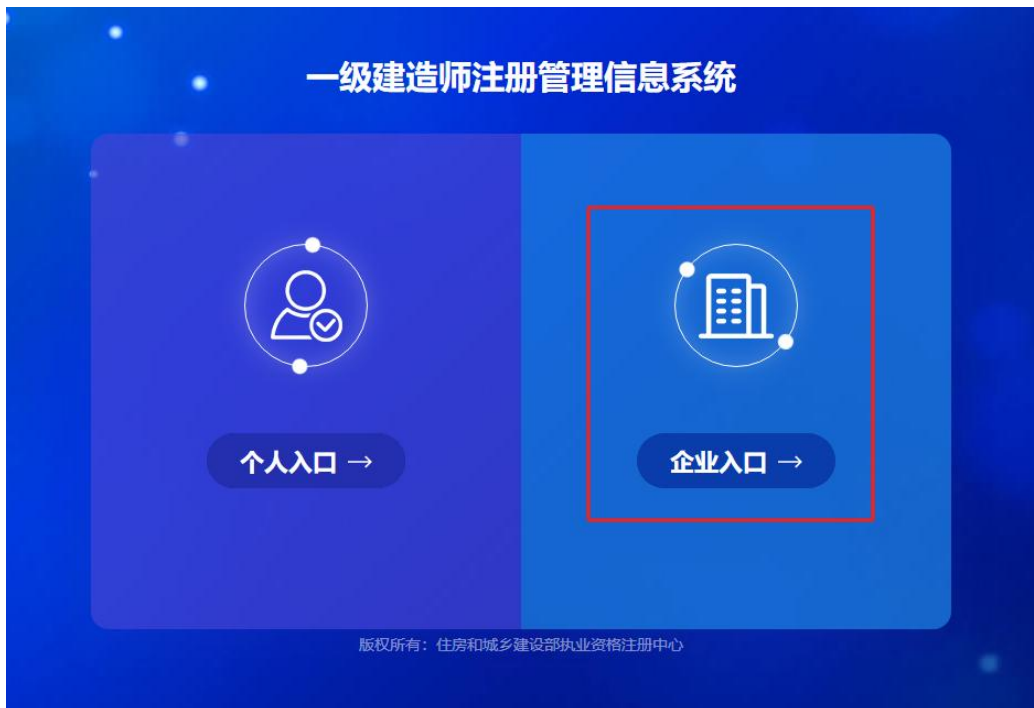 一级建造师注册管理信息系统
个人入口 →
企业入口 →
版权所有：住房和城乡建设部执业资格注册中心